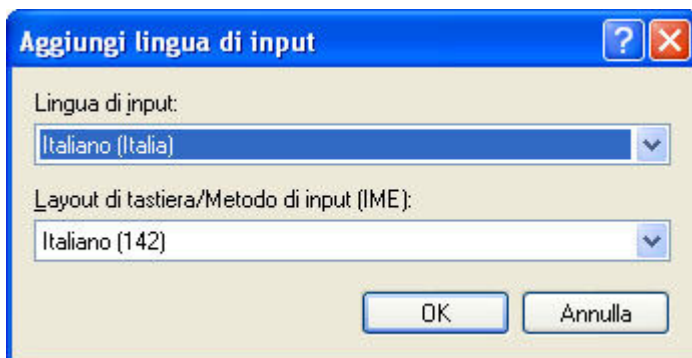 Aggiungi lingua di input
Lingua di input:
Italiano (Italia)
Layout di tastiera/Metodo di input (IME):
Italiano (142)
OK Annulla